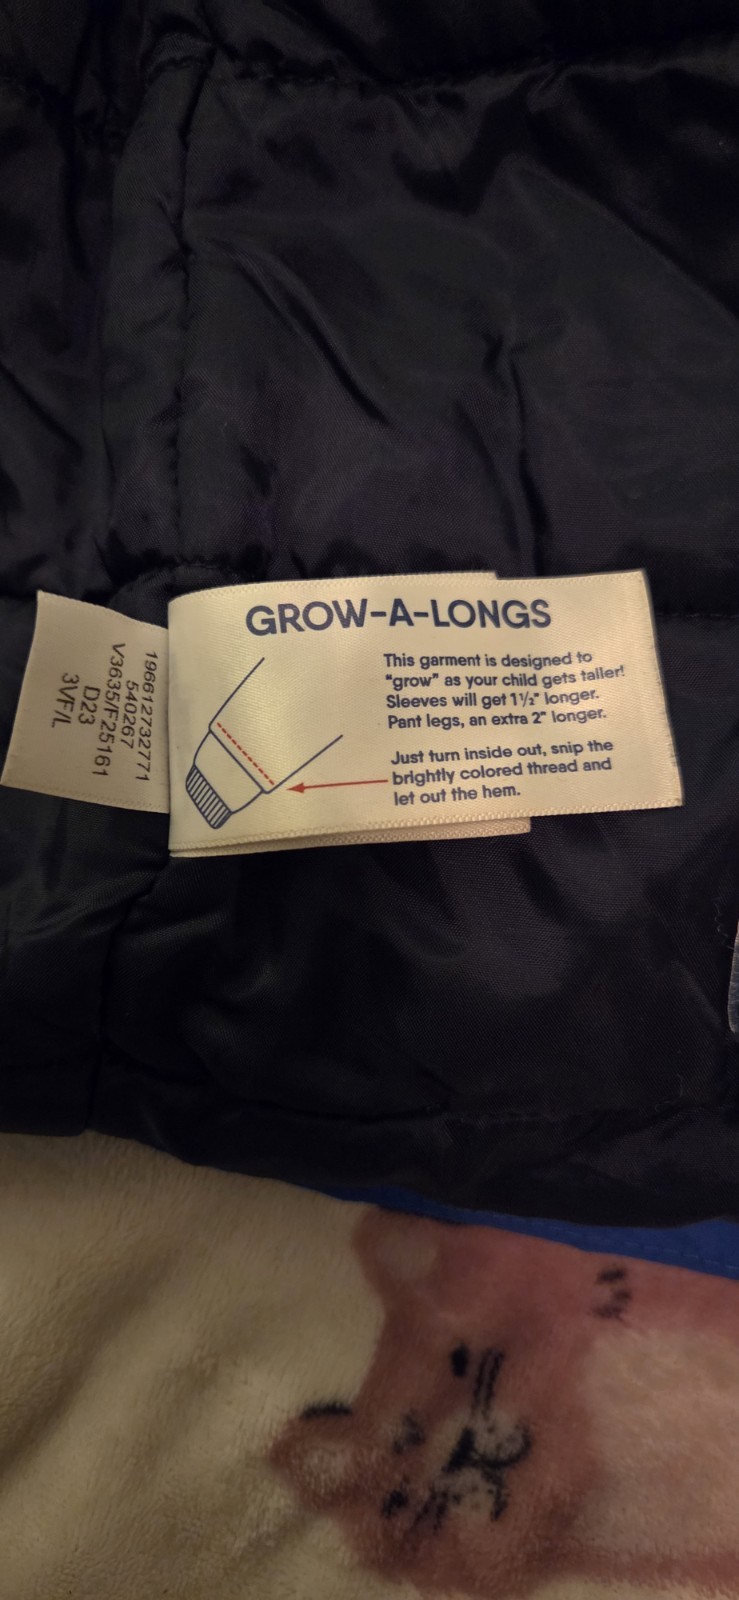 GROW-A-LONGS
This garment is designed to
"grow" as your child gets taller!
Sleeves will get 1½" longer.
Pant legs, an extra 2" longer.
Just turn inside out, snip the
brightly colored thread and
let out the hem.
196612732771
540267
V3635/F25161
D23
3VF/L